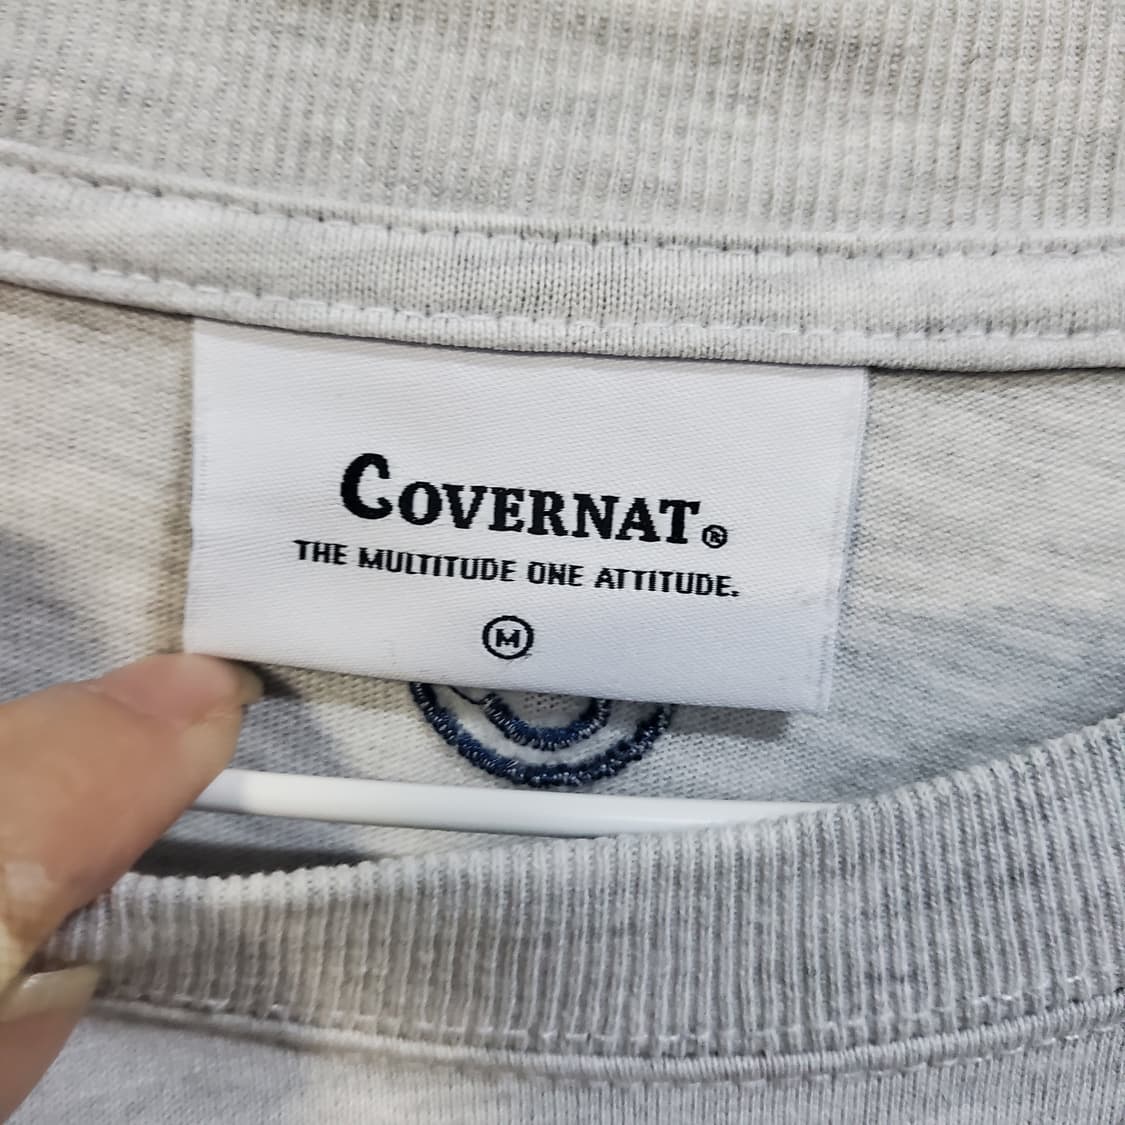 COVERNAT®
THE MULTITUDE ONE ATTITUDE.
M